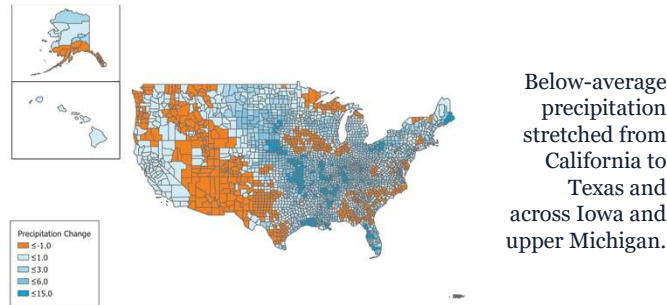 Below-average
precipitation
stretched from
California to
Texas and
across Iowa and
upper Michigan.
Precipitation Change
≤-1.0
≤1.0
≤3.0
≤6.0
≤15.0